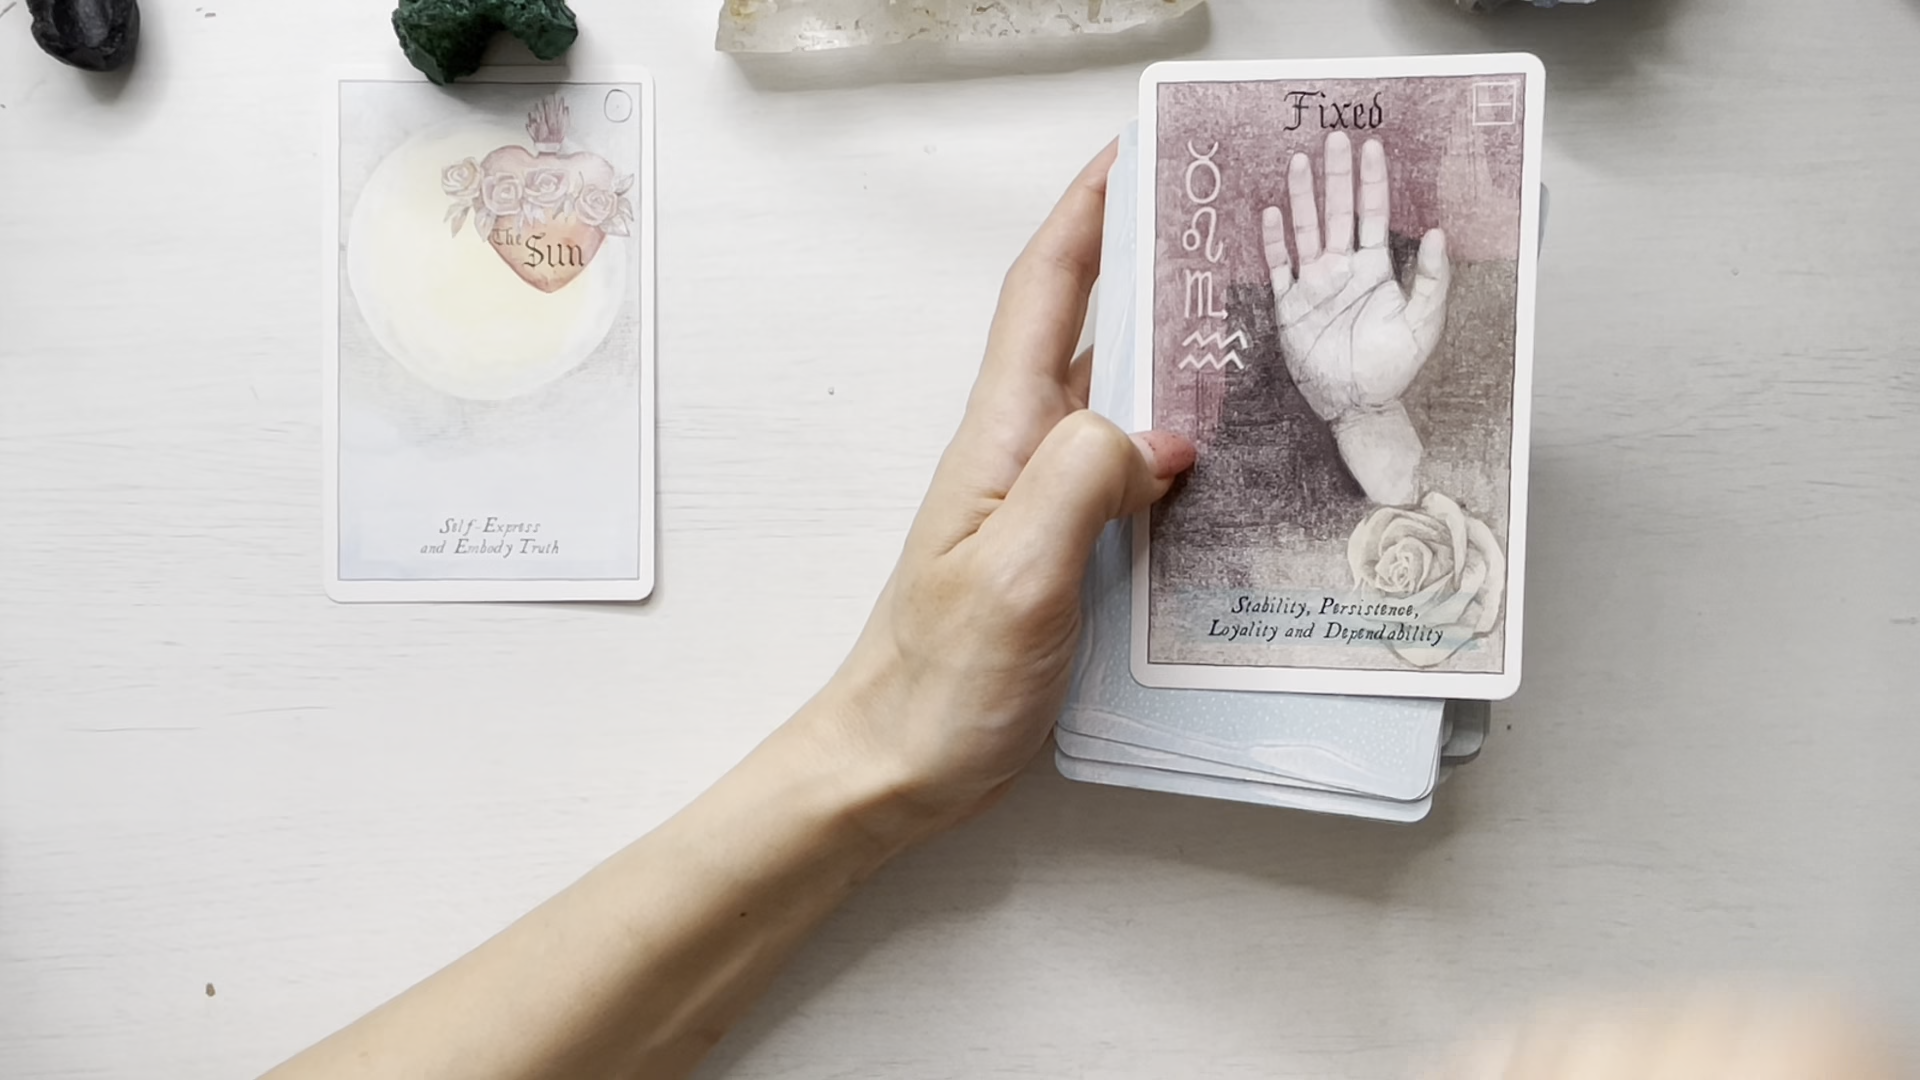 The Sun
Self-Express
and Embody Truth
Fixed
♉
♌
♏
♒
Stability, Persistence,
Loyality and Dependability